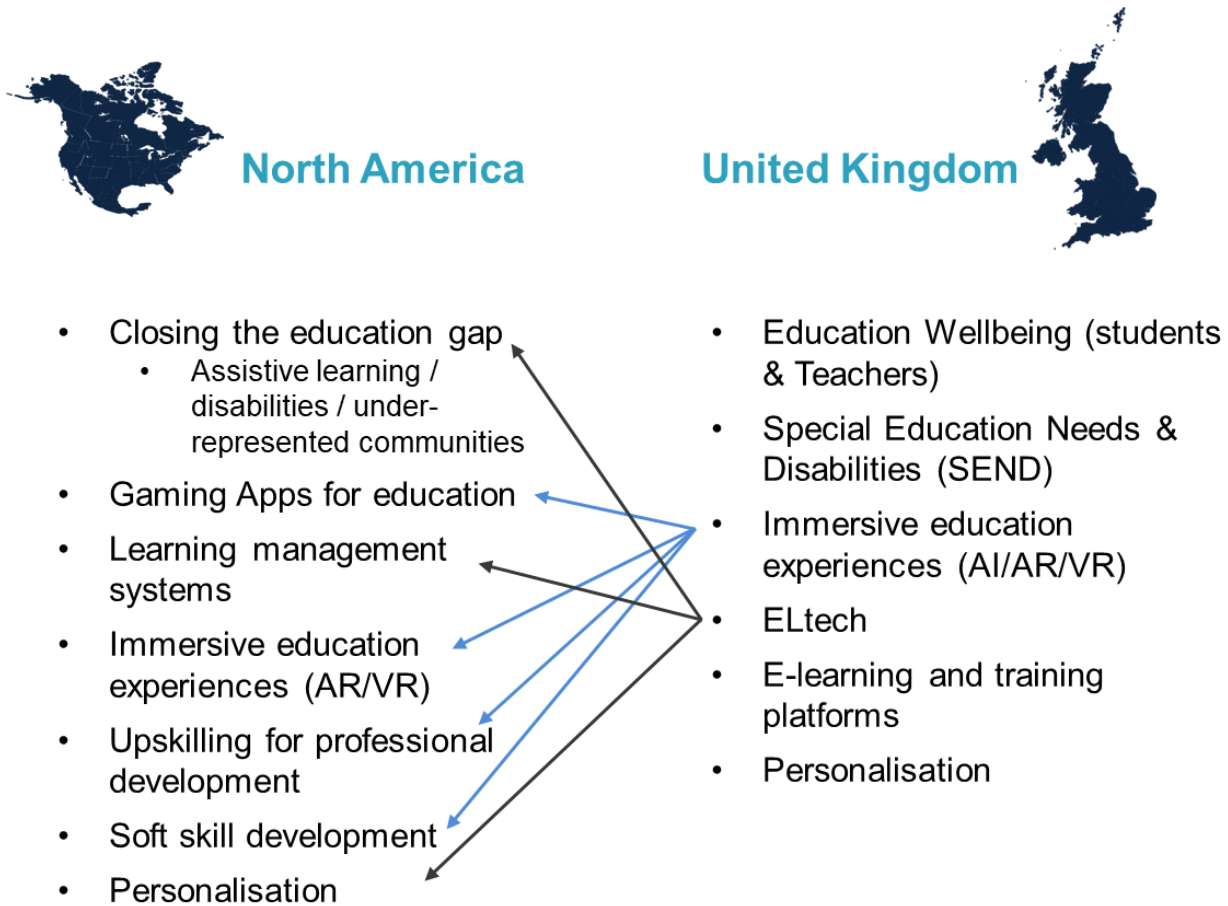 North America
• Closing the education gap
• Assistive learning /
disabilities / under-
represented communities
• Gaming Apps for education
• Learning management
systems
• Immersive education
experiences (AR/VR)
• Upskilling for professional
development
• Soft skill development
• Personalisation
United Kingdom
• Education Wellbeing (students
& Teachers)
• Special Education Needs &
Disabilities (SEND)
• Immersive education
experiences (AI/AR/VR)
• ELtech
• E-learning and training
platforms
• Personalisation